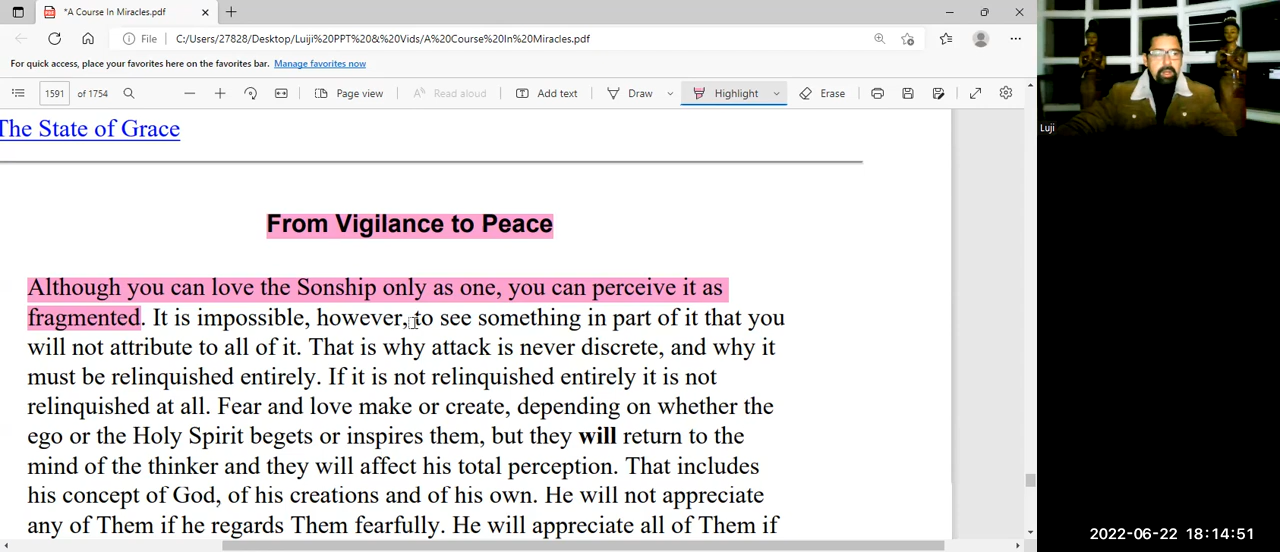 *A Course In Miracles.pdf
File C:/Users/27828/Desktop/Luiji%20PPT%20&%20Vids/A%20Course%20In%20Miracles.pdf
For quick access, place your favorites here on the favorites bar. Manage favorites now
1591 of 1754 Page view Read aloud Add text Draw Highlight Erase
Luji
The State of Grace
From Vigilance to Peace
Although you can love the Sonship only as one, you can perceive it as
fragmented. It is impossible, however, to see something in part of it that you
will not attribute to all of it. That is why attack is never discrete, and why it
must be relinquished entirely. If it is not relinquished entirely it is not
relinquished at all. Fear and love make or create, depending on whether the
ego or the Holy Spirit begets or inspires them, but they will return to the
mind of the thinker and they will affect his total perception. That includes
his concept of God, of his creations and of his own. He will not appreciate
any of Them if he regards Them fearfully. He will appreciate all of Them if
2022-06-22 18:14:51